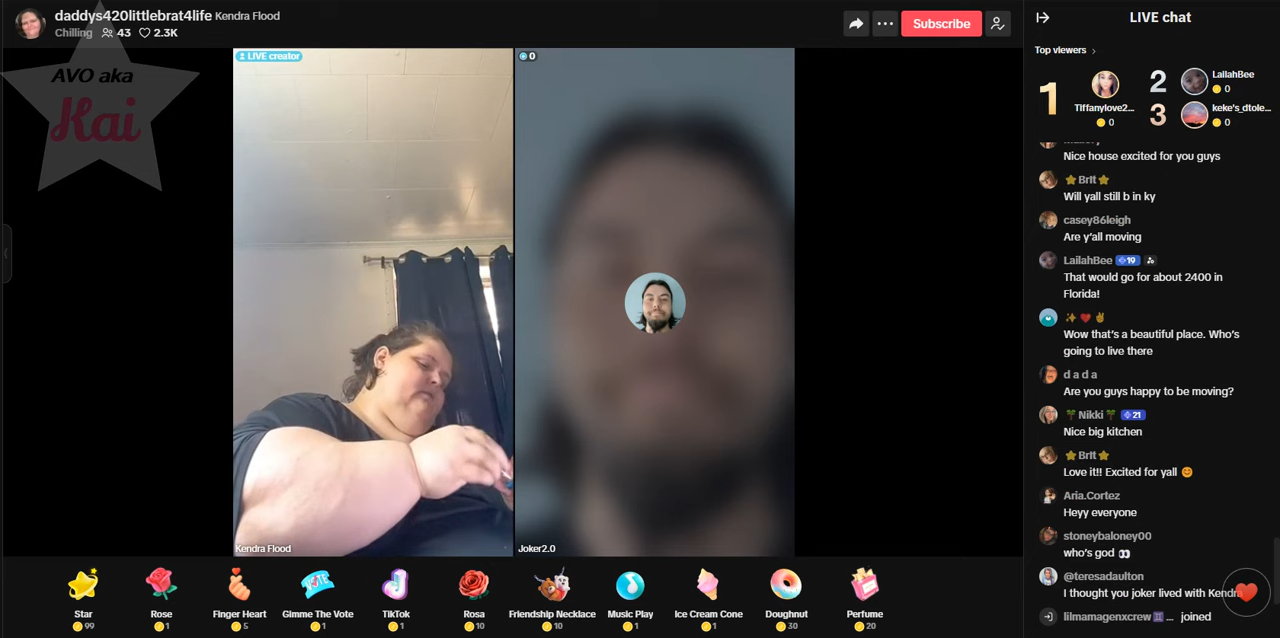 daddys420littlebrat4life Kendra Flood
Chilling 43 2.3K
Subscribe
LIVE chat
AVO aka
Kai
LIVE creator
0
Kendra Flood
Joker2.0
Top viewers
1
Tiffanylove2...
0
2
LailahBee
0
3
keke's_dtole...
0
Nice house excited for you guys
Brit
Will yall still b in ky
casey86leigh
Are y'all moving
LailahBee 19
That would go for about 2400 in
Florida!
Wow that's a beautiful place. Who's
going to live there
d a d a
Are you guys happy to be moving?
Nikki 21
Nice big kitchen
Brit
Love it!! Excited for yall
Aria.Cortez
Heyy everyone
stoneybaloney00
who's god
@teresadaulton
I thought you joker lived with Kendra
lilmamagenxcrew ... joined
Star
99
Rose
1
Finger Heart
5
VOTE
Gimme The Vote
1
TikTok
1
Rosa
10
Friendship Necklace
10
Music Play
1
Ice Cream Cone
1
Doughnut
30
Perfume
20